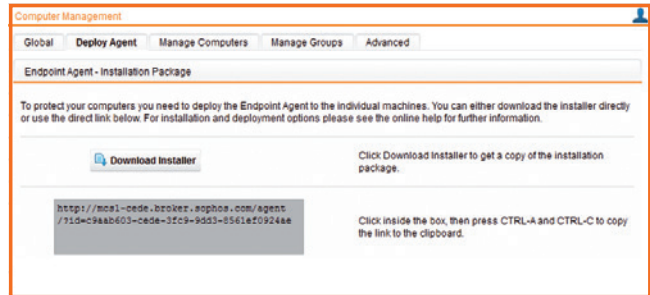 Computer Management
Global Deploy Agent Manage Computers Manage Groups Advanced
Endpoint Agent - Installation Package
To protect your computers you need to deploy the Endpoint Agent to the individual machines. You can either download the installer directly
or use the direct link below. For installation and deployment options please see the online help for further information.
Download Installer
Click Download Installer to get a copy of the installation
package.
http://mcs1-cede.broker.sophos.com/agent
/?id=c9aab603-cede-3fc9-9dd3-8561ef0924ae
Click inside the box, then press CTRL-A and CTRL-C to copy
the link to the clipboard.